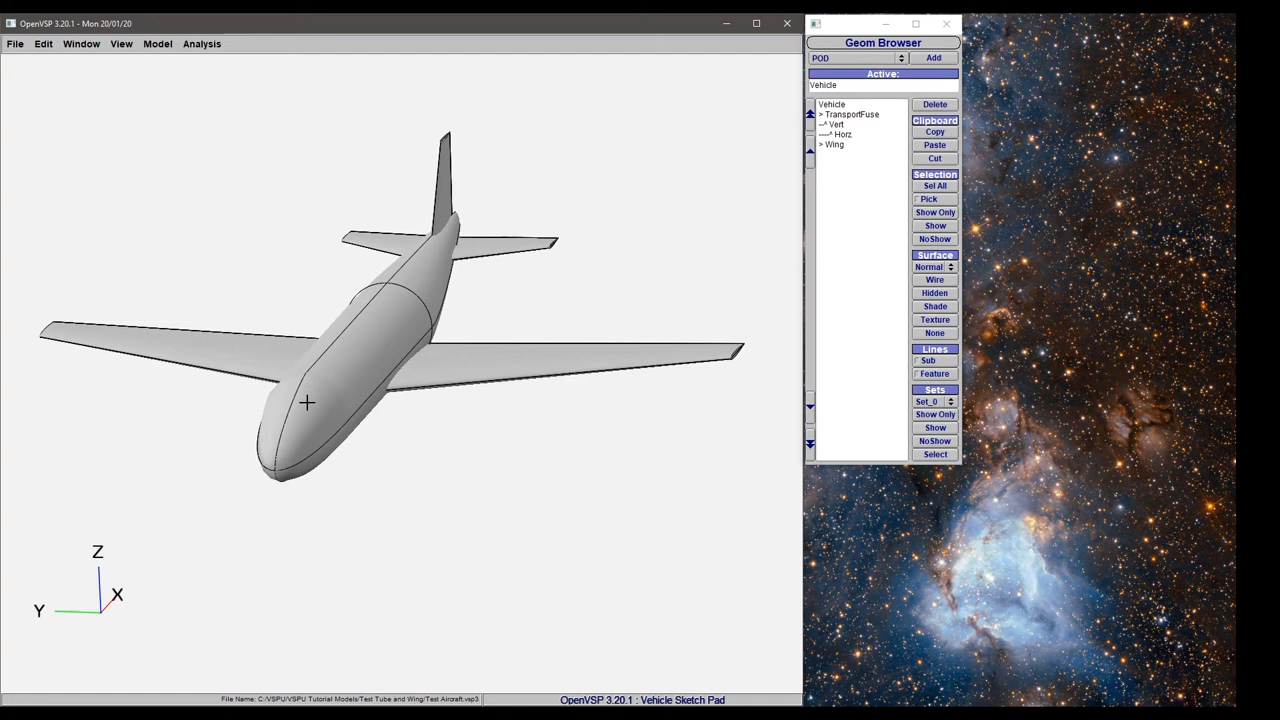 OpenVSP 3.20.1 - Mon 20/01/20
File Edit Window View Model Analysis
Z
X
Y
File Name: C:/VSPU/VSPU Tutorial Models/Test Tube and Wing/Test Aircraft.vsp3
OpenVSP 3.20.1 : Vehicle Sketch Pad
Geom Browser
POD
Add
Active:
Vehicle
Vehicle
> TransportFuse
--^ Vert
----^ Horz
> Wing
Delete
Clipboard
Copy
Paste
Cut
Selection
Sel All
Pick
Show Only
Show
NoShow
Surface
Normal
Wire
Hidden
Shade
Texture
None
Lines
Sub
Feature
Sets
Set_0
Show Only
Show
NoShow
Select